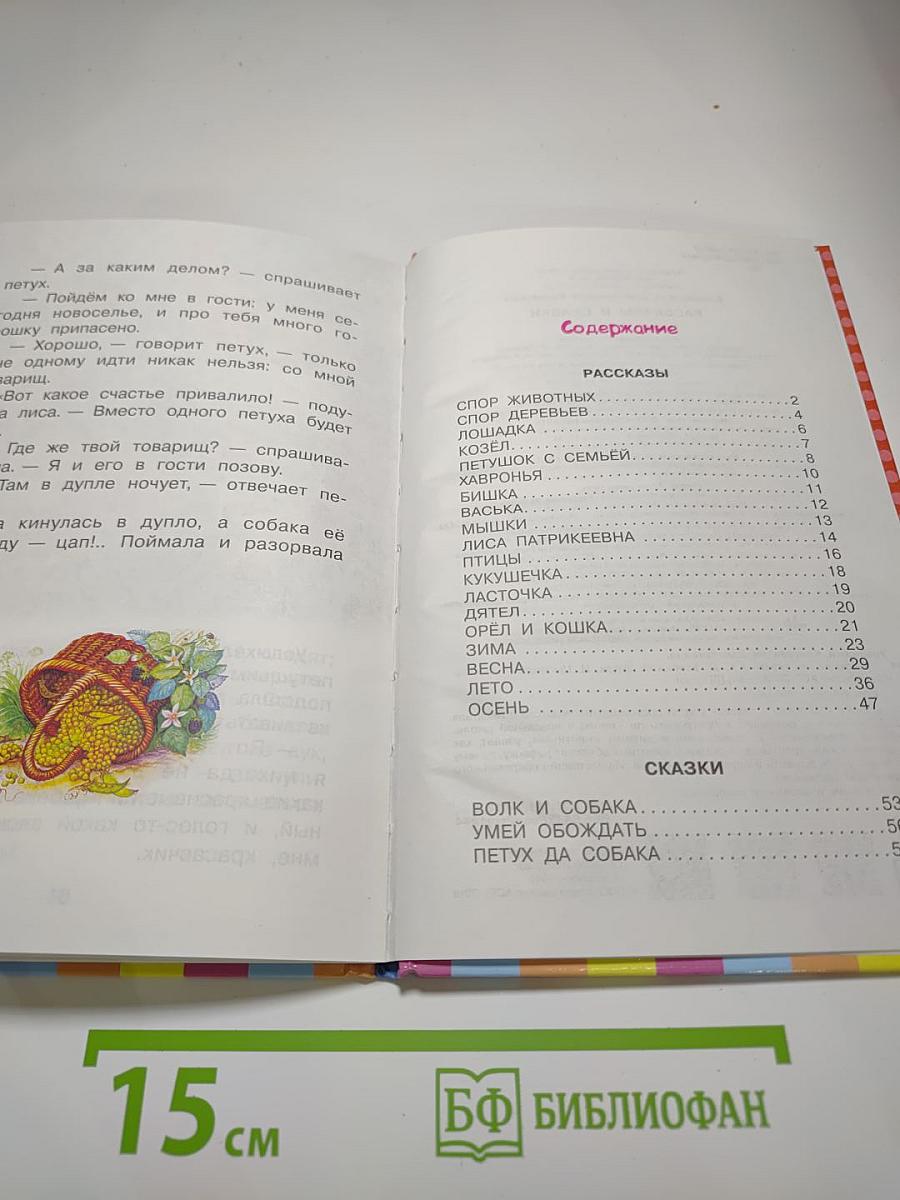 — А за каким делом? — спрашивает
петух.
— Пойдём ко мне в гости; у меня се-
годня новоселье, и про тебя много го-
рошку припасено.
— Хорошо, — говорит петух, — только
не одному идти никак нельзя: со мной
варищ.
«Вот какое счастье привалило! — поду-
а лиса. — Вместо одного петуха будет
Где же твой товарищ? — спрашива-
а. — Я и его в гости позову.
Там в дупле ночует, — отвечает пе-
а кинулась в дупло, а собака её
ду — цап!.. Поймала и разорвала
Содержание
РАССКАЗЫ
СПОР ЖИВОТНЫХ 2
СПОР ДЕРЕВЬЕВ 4
ЛОШАДКА 6
КОЗЁЛ 7
ПЕТУШОК С СЕМЬЁЙ 8
ХАВРОНЬЯ 10
БИШКА 11
ВАСЬКА 12
МЫШКИ 13
ЛИСА ПАТРИКЕЕВНА 14
ПТИЦЫ 16
КУКУШЕЧКА 18
ЛАСТОЧКА 19
ДЯТЕЛ 20
ОРЁЛ И КОШКА 21
ЗИМА 23
ВЕСНА 29
ЛЕТО 36
ОСЕНЬ 47
СКАЗКИ
ВОЛК И СОБАКА 53
УМЕЙ ОБОЖДАТЬ
ПЕТУХ ДА СОБАКА
15 см
БФ БИБЛИОФАН